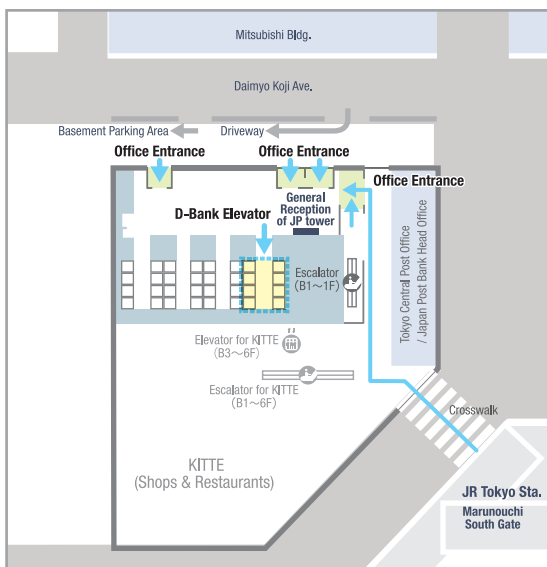 Mitsubishi Bldg.
Daimyo Koji Ave.
Basement Parking Area
Driveway
Office Entrance
Office Entrance
Office Entrance
General
Reception
of JP tower
D-Bank Elevator
Escalator
(B1～1F)
Tokyo Central Post Office
/ Japan Post Bank Head Office
Elevator for KITTE
(B3～6F)
Escalator for KITTE
(B1～6F)
Crosswalk
KITTE
(Shops & Restaurants)
JR Tokyo Sta.
Marunouchi
South Gate